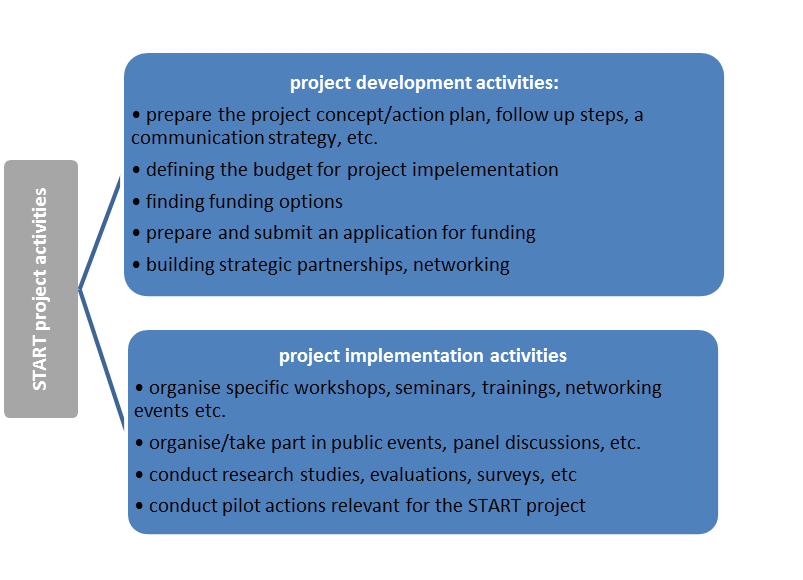 START project activities
project development activities:
• prepare the project concept/action plan, follow up steps, a
communication strategy, etc.
• defining the budget for project impelementation
• finding funding options
• prepare and submit an application for funding
• building strategic partnerships, networking
project implementation activities
• organise specific workshops, seminars, trainings, networking
events etc.
• organise/take part in public events, panel discussions, etc.
• conduct research studies, evaluations, surveys, etc
• conduct pilot actions relevant for the START project